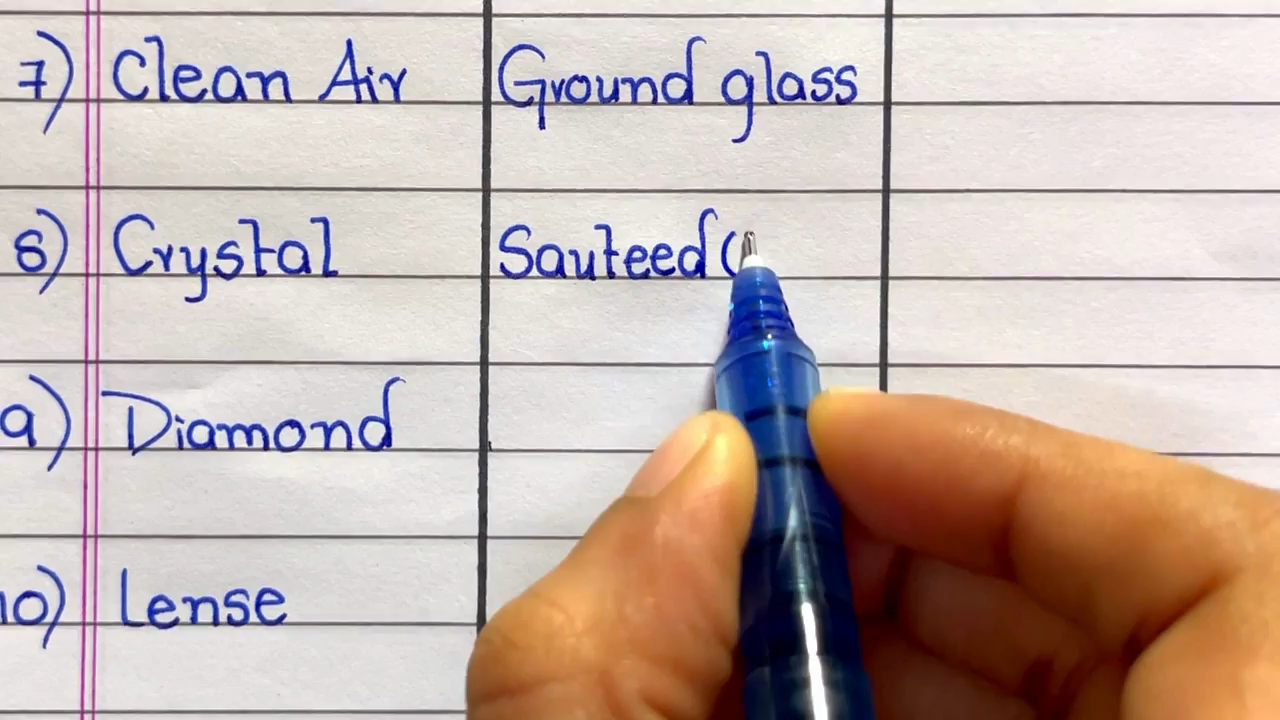 7) Clean Air Ground glass
8) Crystal Sauteed (
9) Diamond
10) Lense